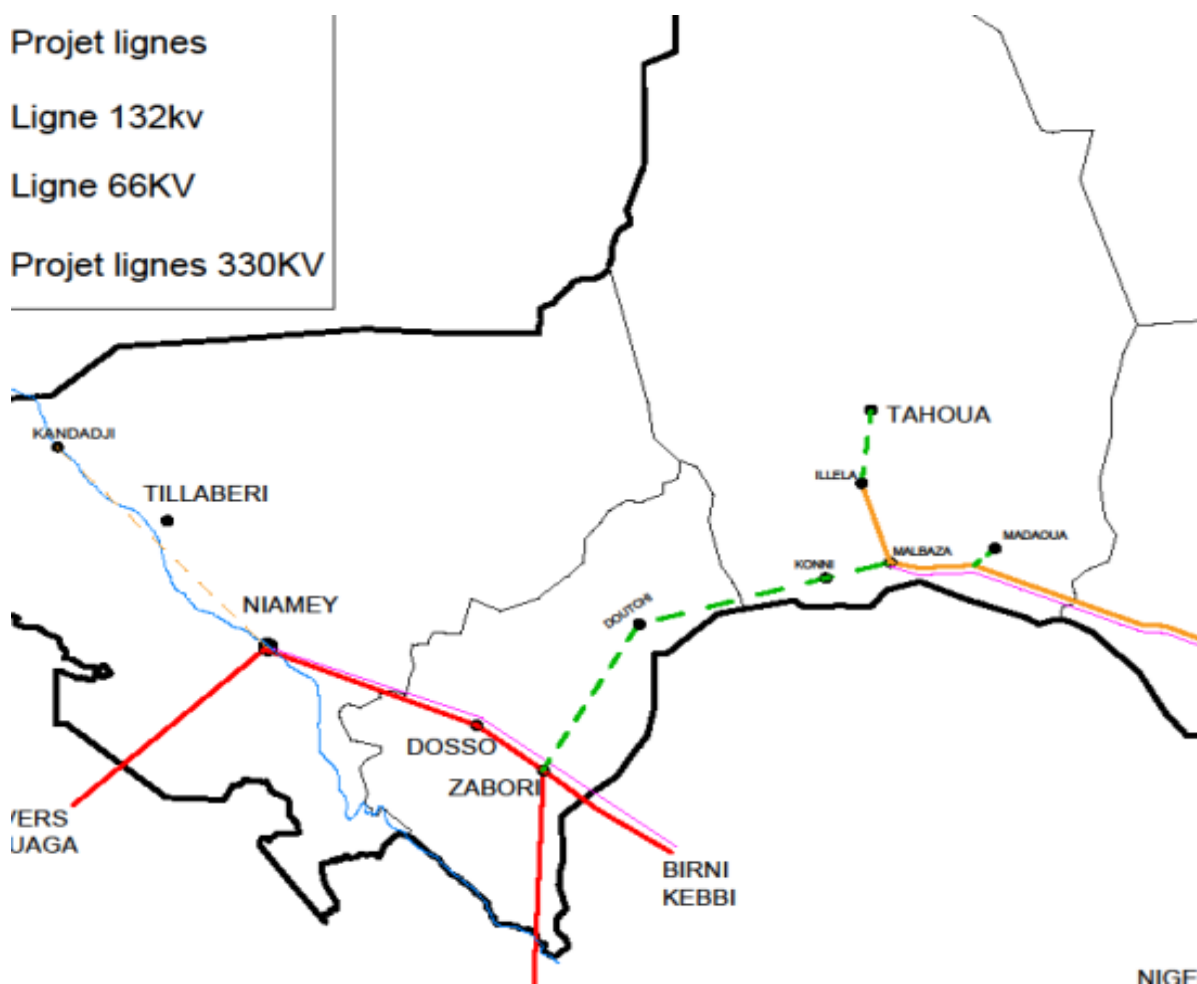 Projet lignes
Ligne 132kv
Ligne 66KV
Projet lignes 330KV
TAHOUA
KANDADJI
ILLELA
TILLABERI
MADAOUA
MALBAZA
KONNI
NIAMEY
DOUTCHI
DOSSO
ZABORI
VERS
UAGA
BIRNI
KEBBI
NIGE